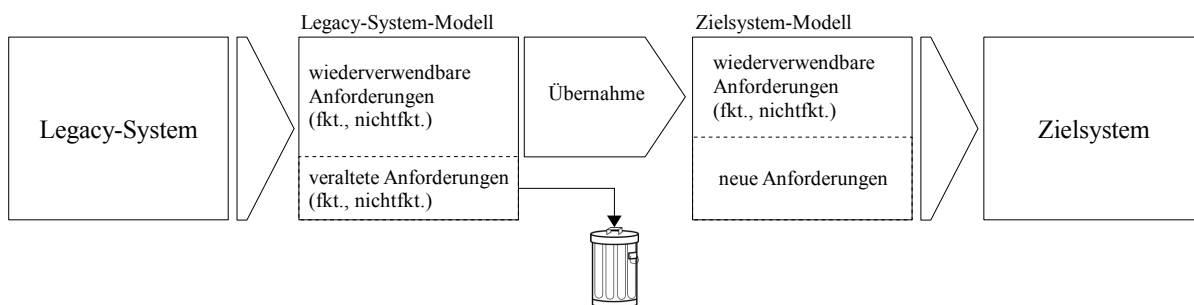 Legacy-System-Modell
Zielsystem-Modell
Legacy-System
wiederverwendbare
Anforderungen
(fkt., nichtfkt.)
veraltete Anforderungen
(fkt., nichtfkt.)
Übernahme
wiederverwendbare
Anforderungen
(fkt., nichtfkt.)
neue Anforderungen
Zielsystem